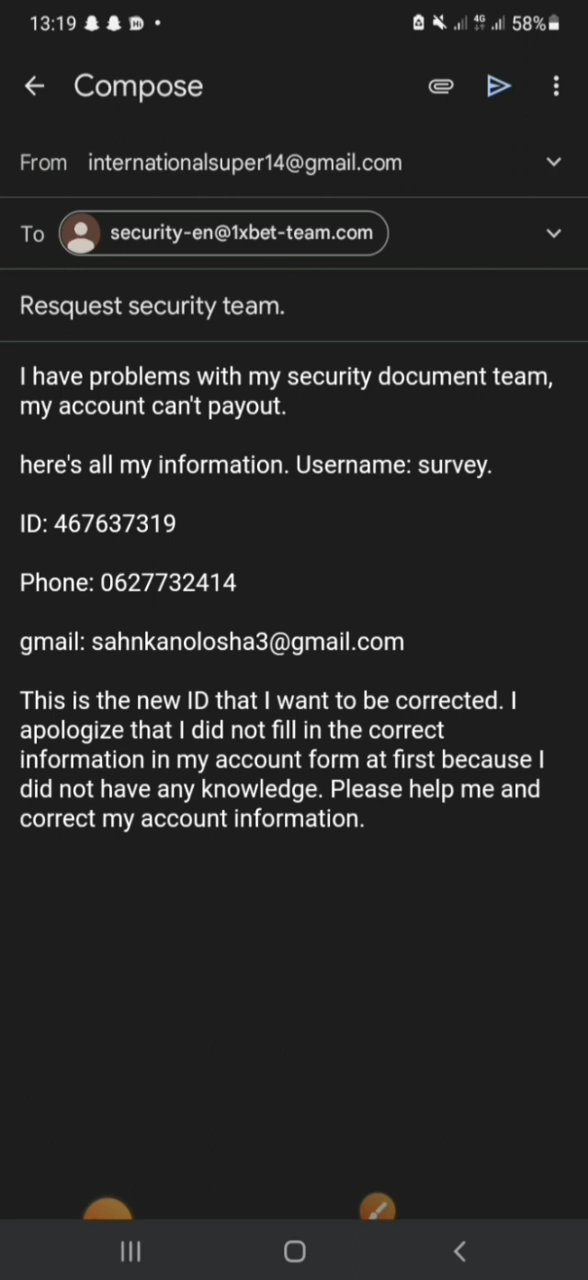 13:19
4G 58%
Compose
From internationalsuper14@gmail.com
To security-en@1xbet-team.com
Resquest security team.
I have problems with my security document team,
my account can't payout.
here's all my information. Username: survey.
ID: 467637319
Phone: 0627732414
gmail: sahnkanolosha3@gmail.com
This is the new ID that I want to be corrected. I
apologize that I did not fill in the correct
information in my account form at first because I
did not have any knowledge. Please help me and
correct my account information.